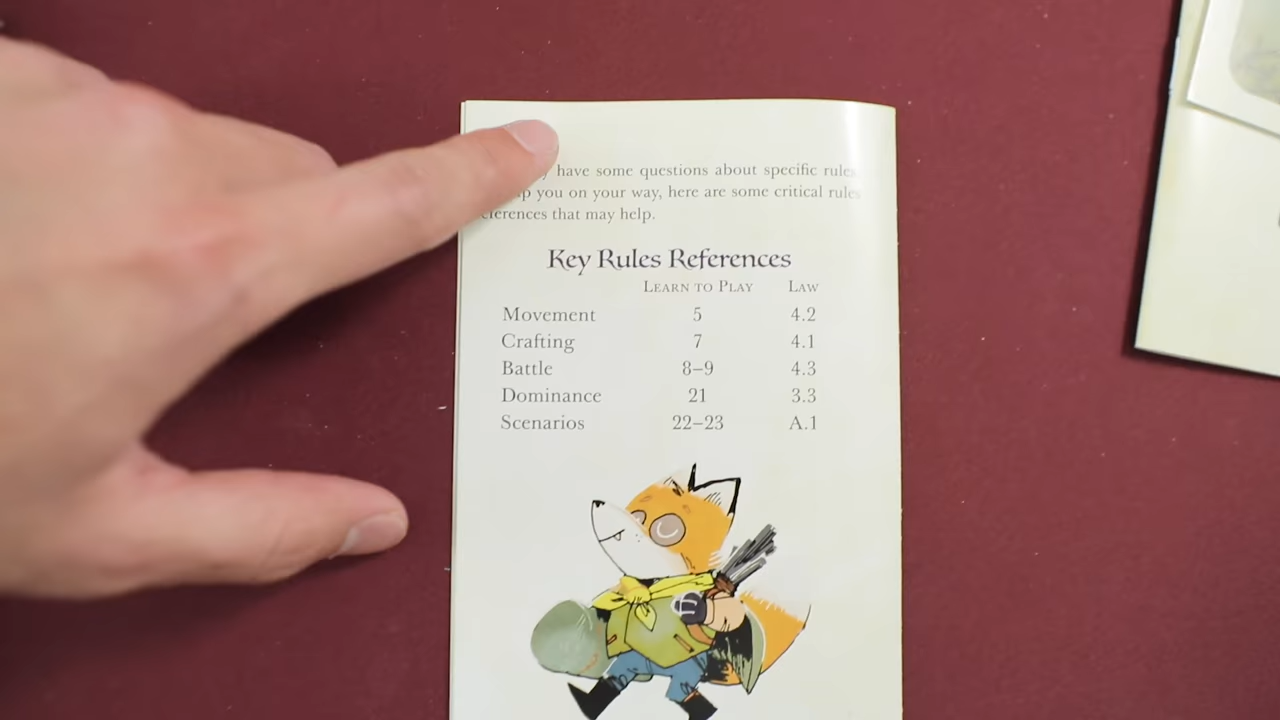 have some questions about specific rules
you on your way, here are some critical rules
that may help.
Key Rules References
Learn to Play Law
Movement 5 4.2
Crafting 7 4.1
Battle 8–9 4.3
Dominance 21 3.3
Scenarios 22–23 A.1